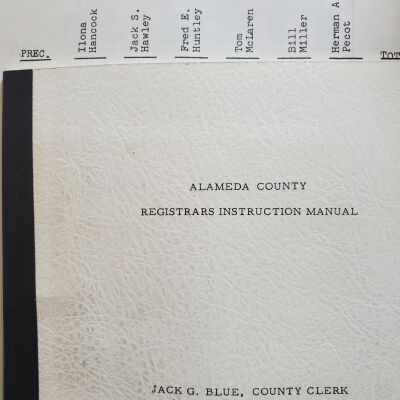 PREC.
Ilona
Hancock
Jack S.
Hawley
Fred E.
Huntley
Tom
McLaren
Bill
Miller
Herman A
Pecot
TOT
ALAMEDA COUNTY
REGISTRARS INSTRUCTION MANUAL
JACK G. BLUE, COUNTY CLERK